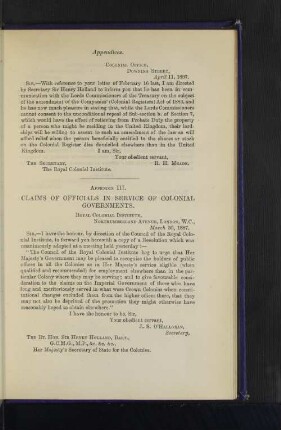 Appendices.
COLONIAL OFFICE,
DOWNING STREET,
April 11, 1887.
SIR,—With reference to your letter of February 16 last, I am directed
by Secretary Sir Henry Holland to inform you that he has been in com-
munication with the Lords Commissioners of the Treasury on the subject
of the amendment of the Companies' (Colonial Registers) Act of 1883, and
he has now much pleasure in stating that, while the Lords Commissioners
cannot consent to the unconditional repeal of Sub-section b. of Section 7,
which would have the effect of relieving from Probate Duty the property
of a person who might be residing in the United Kingdom, their lord-
ships will be willing to assent to such an amendment of the law as will
afford relief when the person beneficially entitled to the shares or stock
on the Colonial Register dies domiciled elsewhere than in the United
Kingdom.
I am, Sir,
Your obedient servant,
THE SECRETARY, R. H. MEADE.
The Royal Colonial Institute.
APPENDIX III.
CLAIMS OF OFFICIALS IN SERVICE OF COLONIAL
GOVERNMENTS.
ROYAL COLONIAL INSTITUTE,
NORTHUMBERLAND AVENUE, LONDON, W.C.,
March 16, 1887.
SIR,—I have the honour, by direction of the Council of the Royal Colo-
nial Institute, to forward you herewith a copy of a Resolution which was
unanimously adopted at a meeting held yesterday:—
"The Council of the Royal Colonial Institute beg to urge that Her
Majesty's Government may be pleased to recognise the holders of public
offices in all the Colonies as in Her Majesty's service eligible (when
qualified and recommended) for employment elsewhere than in the par-
ticular Colony where they may be serving; and to give favourable consi-
deration to the claims on the Imperial Government of those who have
long and meritoriously served in what were Crown Colonies where consti-
tutional changes excluded them from the higher offices there, that they
may not also be deprived of the promotion they might otherwise have
reasonably hoped to obtain elsewhere."
I have the honour to be, Sir,
Your obedient servant,
J. S. O'HALLORAN,
Secretary.
THE RT. HON. SIR HENRY HOLLAND, BART.,
G.C.M.G., M.P., &c. &c. &c.
Her Majesty's Secretary of State for the Colonies.